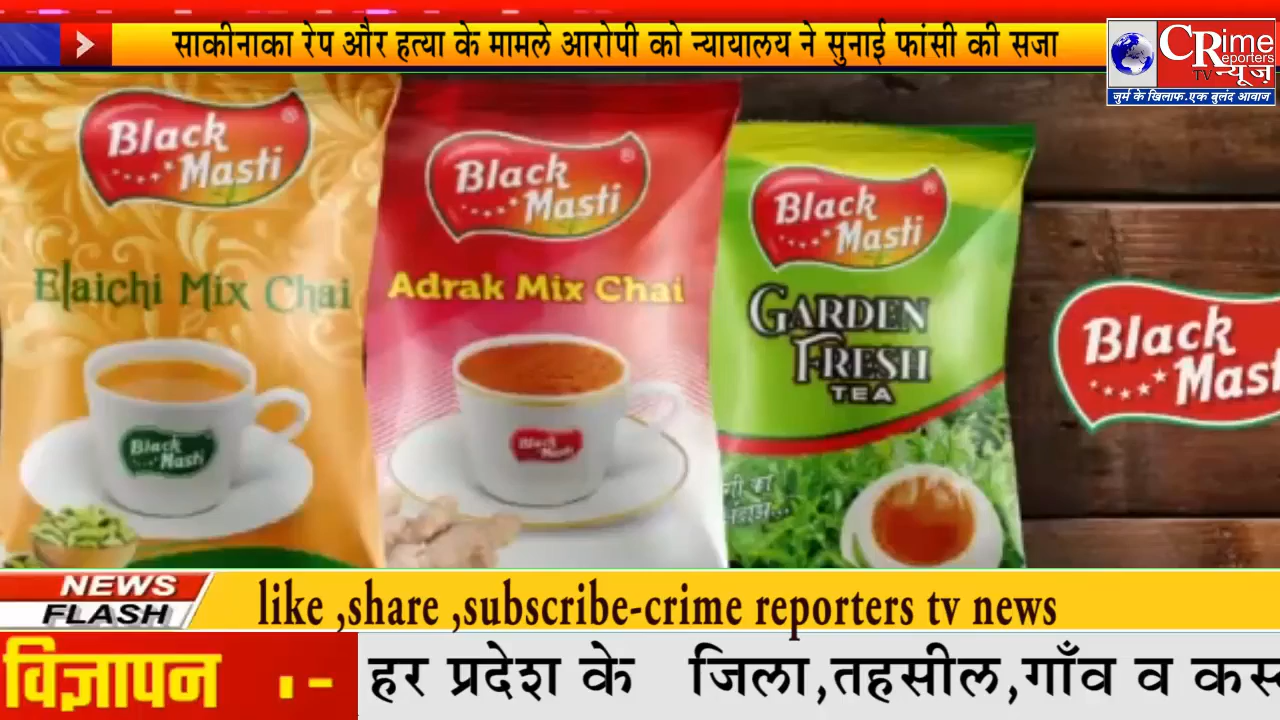 साकीनाका रेप और हत्या के मामले आरोपी को न्यायालय ने सुनाई फांसी की सजा
CRime
Reporters
TV न्यूज़
जुर्म के खिलाफ.एक बुलंद आवाज
Black
Masti
Elaichi Mix Chai
Black
Masti
Black
Masti
Adrak Mix Chai
Black
Masti
Black
Masti
GARDEN
FRESH
TEA
Black
NEWS
FLASH
like ,share ,subscribe-crime reporters tv news
विज्ञापन :- हर प्रदेश के जिला,तहसील,गाँव व